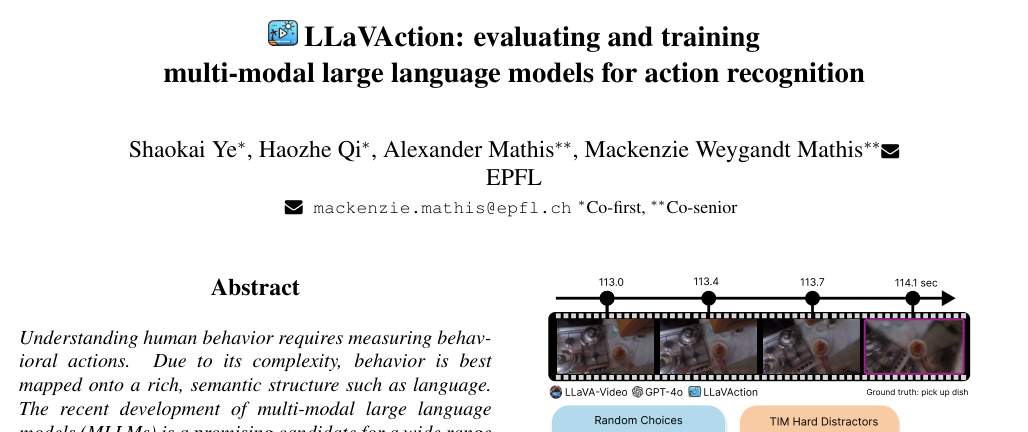 LLaVAction: evaluating and training
multi-modal large language models for action recognition
Shaokai Ye*, Haozhe Qi*, Alexander Mathis**, Mackenzie Weygandt Mathis**
EPFL
mackenzie.mathis@epfl.ch *Co-first, **Co-senior
Abstract
Understanding human behavior requires measuring behav-
ioral actions. Due to its complexity, behavior is best
mapped onto a rich, semantic structure such as language.
The recent development of multi-modal large language
models (MLLMs) is a promising candidate for a wide range
113.0 113.4 113.7 114.1 sec
LLaVA-Video GPT-4o LLaVAction Ground truth: pick up dish
Random Choices TIM Hard Distractors